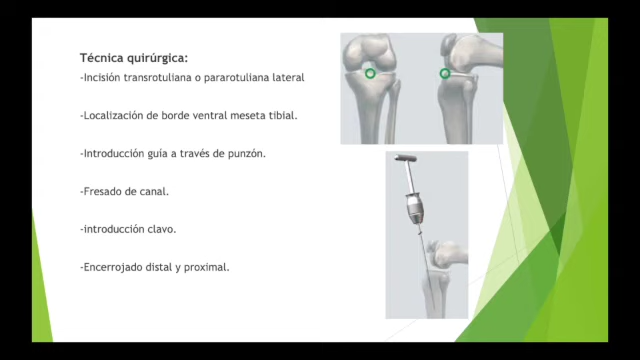 Técnica quirúrgica:
-Incisión transrotuliana o pararotuliana lateral
-Localización de borde ventral meseta tibial.
-Introducción guía a través de punzón.
-Fresado de canal.
-introducción clavo.
-Encerrojado distal y proximal.